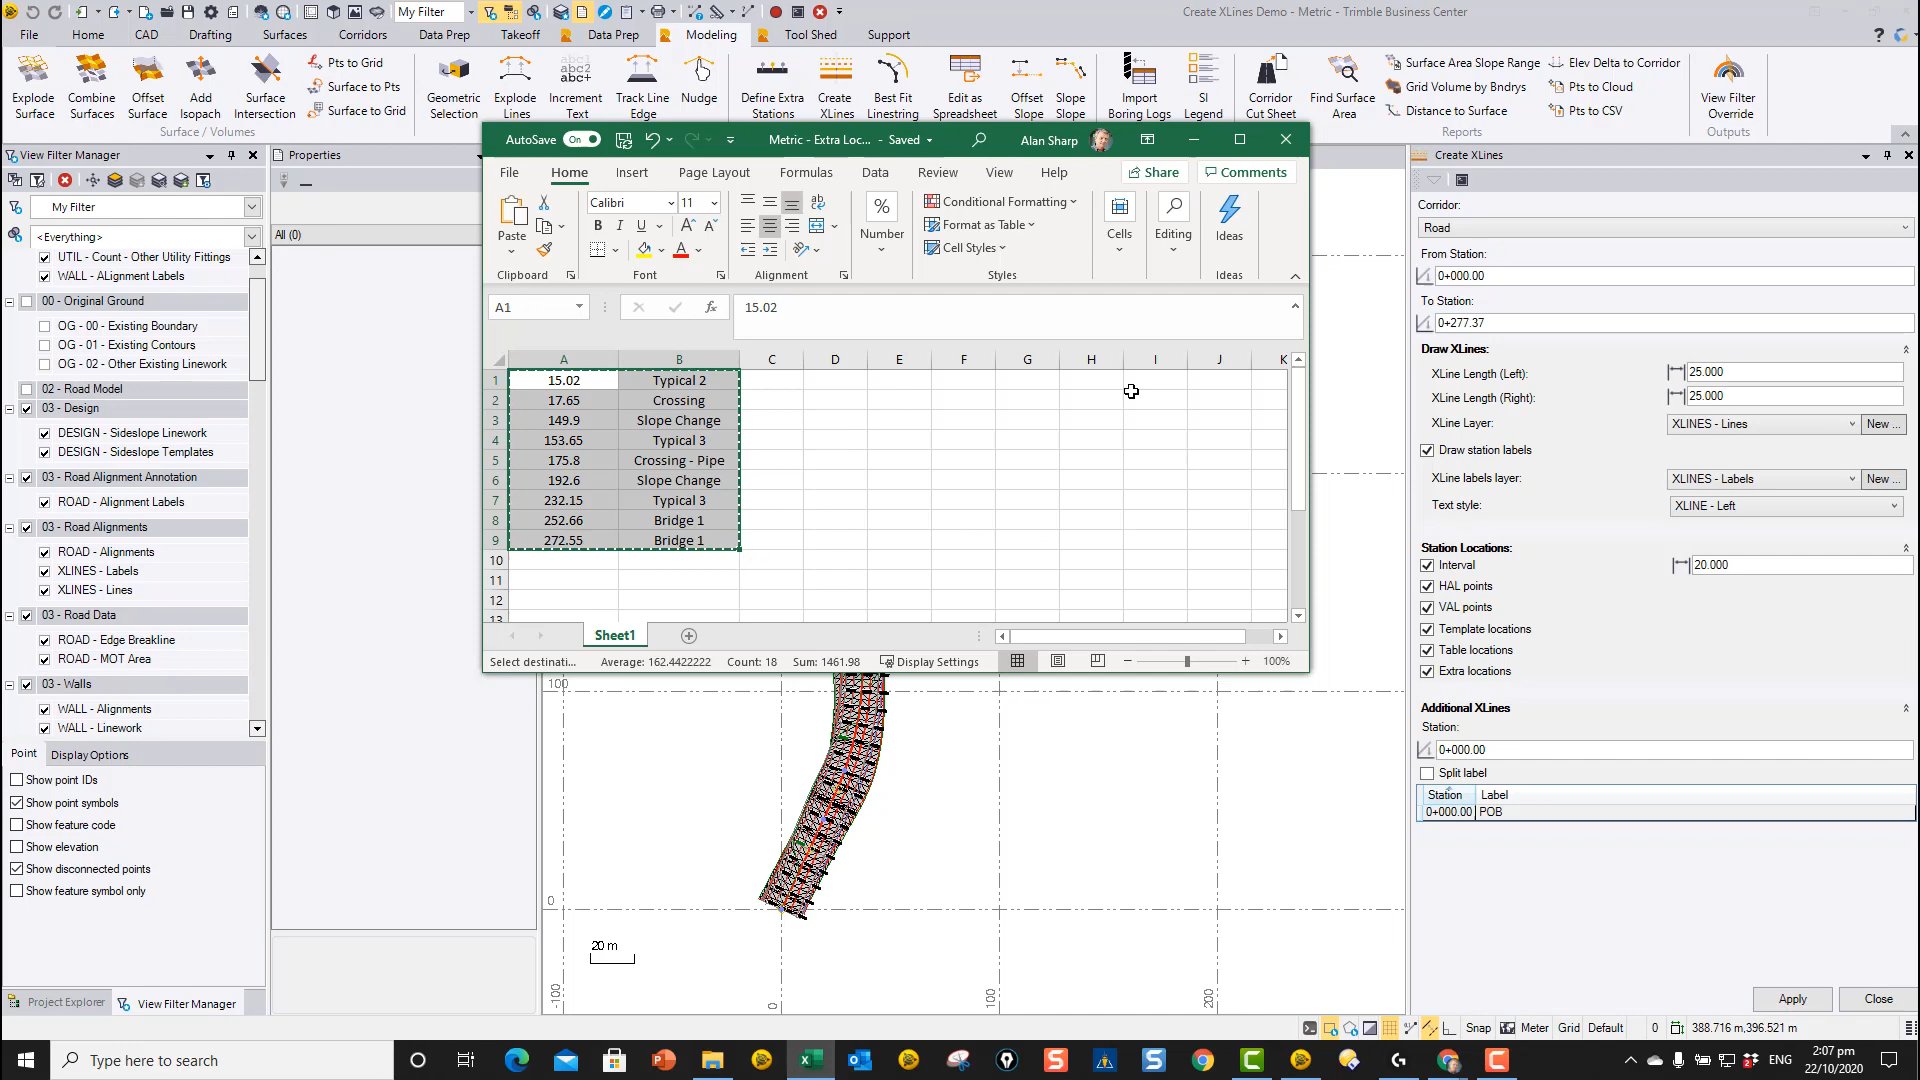 My Filter
Create XLines Demo - Metric - Trimble Business Center
File Home CAD Drafting Surfaces Corridors Data Prep Takeoff Data Prep Modeling Tool Shed Support
Explode Surface
Combine Surfaces
Offset Surface
Add Isopach
Surface Intersection
Pts to Grid
Surface to Pts
Surface to Grid
Surface / Volumes
Geometric Selection
Explode Lines
abc1
abc2
abc3
abc+
Increment Text
Track Line Edge
Nudge
Define Extra Stations
Create XLines
Best Fit Linestring
Edit as Spreadsheet
Offset Slope
Slope Slope
Import Boring Logs
SI Legend
Corridor Cut Sheet
Find Surface Area
Surface Area Slope Range
Grid Volume by Bndrys
Distance to Surface
Elev Delta to Corridor
Pts to Cloud
Pts to CSV
Reports
View Filter Override
Outputs
View Filter Manager
My Filter
<Everything>
UTIL - Count - Other Utility Fittings
WALL - ALignment Labels
00 - Original Ground
OG - 00 - Existing Boundary
OG - 01 - Existing Contours
OG - 02 - Other Existing Linework
02 - Road Model
03 - Design
DESIGN - Sideslope Linework
DESIGN - Sideslope Templates
03 - Road Alignment Annotation
ROAD - Alignment Labels
03 - Road Alignments
ROAD - Alignments
XLINES - Labels
XLINES - Lines
03 - Road Data
ROAD - Edge Breakline
ROAD - MOT Area
03 - Walls
WALL - Alignments
WALL - Linework
Point Display Options
Show point IDs
Show point symbols
Show feature code
Show elevation
Show disconnected points
Show feature symbol only
Project Explorer View Filter Manager
Properties
All (0)
AutoSave On Metric - Extra Loc... - Saved Alan Sharp
File Home Insert Page Layout Formulas Data Review View Help Share Comments
Paste
Clipboard
Calibri 11
B I U
Font
Alignment
Number
Conditional Formatting
Format as Table
Cell Styles
Styles
Cells
Editing
Ideas
Ideas
A1 fx 15.02
A B C D E F G H I J K
1 15.02 Typical 2
2 17.65 Crossing
3 149.9 Slope Change
4 153.65 Typical 3
5 175.8 Crossing - Pipe
6 192.6 Slope Change
7 232.15 Typical 3
8 252.66 Bridge 1
9 272.55 Bridge 1
10
11
12
13
Sheet1
Select destinati... Average: 162.4422222 Count: 18 Sum: 1461.98 Display Settings 100%
100
0
20 m
-100 0 100 200
Create XLines
Corridor:
Road
From Station:
0+000.00
To Station:
0+277.37
Draw XLines:
XLine Length (Left): 25.000
XLine Length (Right): 25.000
XLine Layer: XLINES - Lines New ...
Draw station labels
XLine labels layer: XLINES - Labels New ...
Text style: XLINE - Left
Station Locations:
Interval 20.000
HAL points
VAL points
Template locations
Table locations
Extra locations
Additional XLines
Station:
0+000.00
Split label
Station Label
0+000.00 POB
Apply Close
Snap Meter Grid Default 0 388.716 m,396.521 m
Type here to search
ENG
2:07 pm
22/10/2020